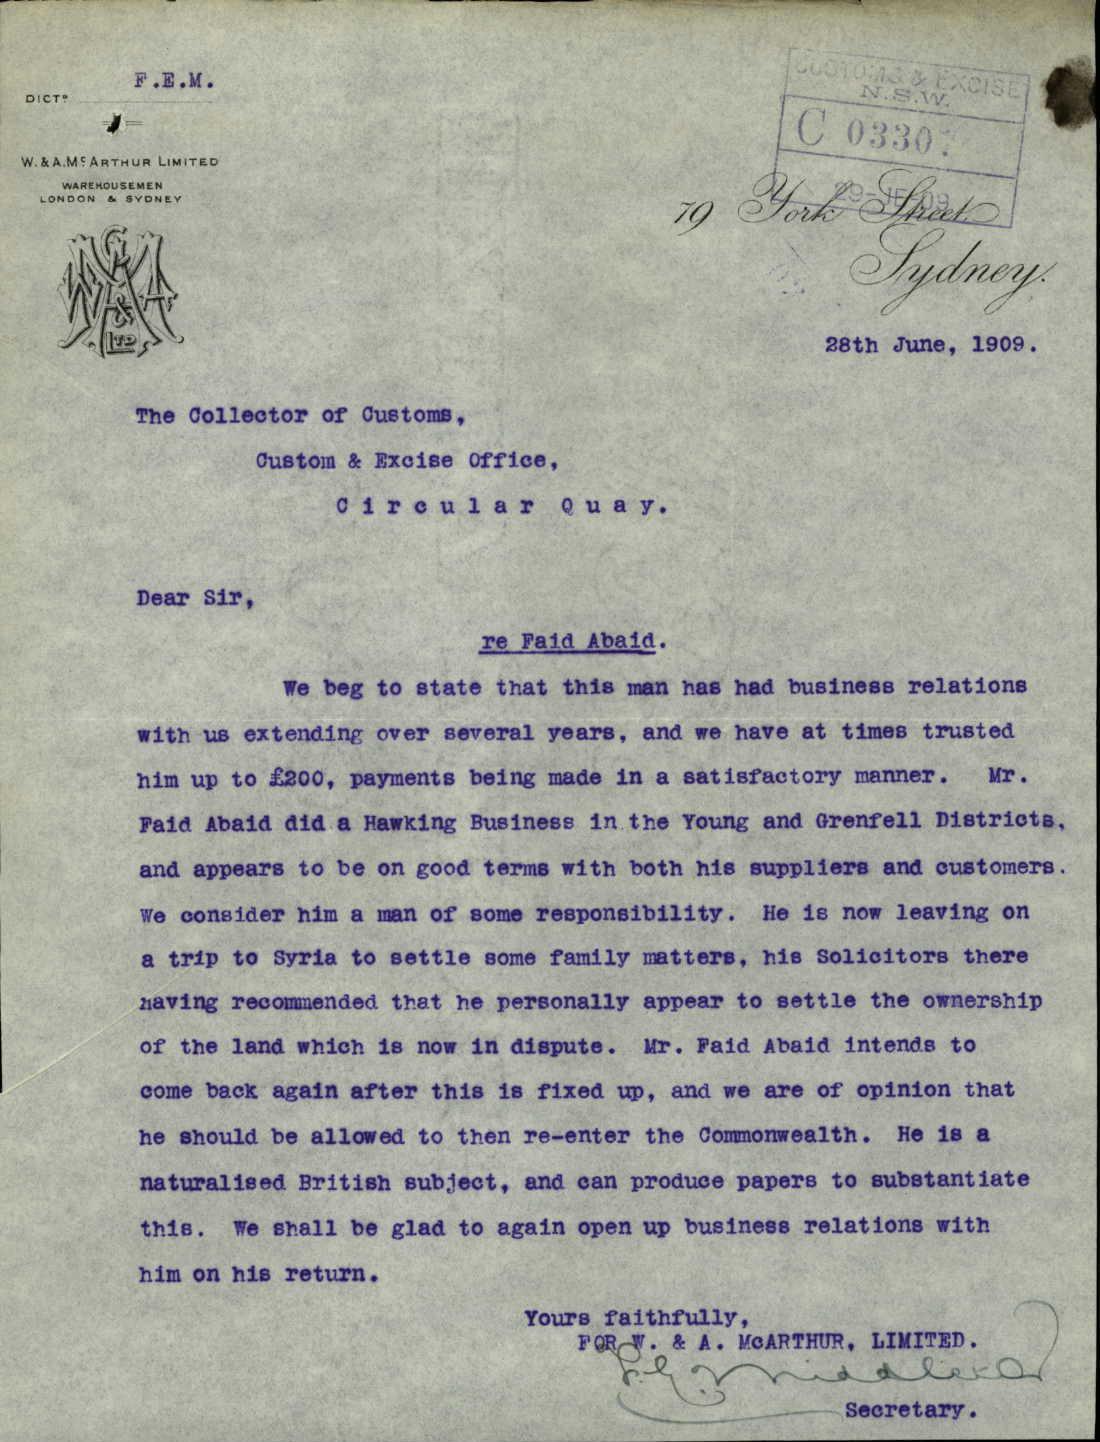 F.E.M.
DICTD
W. & A. McARTHUR LIMITED
WAREHOUSEMEN
LONDON & SYDNEY
W & A McA
LTD
CUSTOMS & EXCISE
N.S.W.
C 0330
79 York Street
Sydney.
28th June, 1909.
The Collector of Customs,
Custom & Excise Office,
Circular Quay.
Dear Sir,
re Faid Abaid.
We beg to state that this man has had business relations
with us extending over several years, and we have at times trusted
him up to £200, payments being made in a satisfactory manner. Mr.
Faid Abaid did a Hawking Business in the Young and Grenfell Districts,
and appears to be on good terms with both his suppliers and customers.
We consider him a man of some responsibility. He is now leaving on
a trip to Syria to settle some family matters, his Solicitors there
having recommended that he personally appear to settle the ownership
of the land which is now in dispute. Mr. Faid Abaid intends to
come back again after this is fixed up, and we are of opinion that
he should be allowed to then re-enter the Commonwealth. He is a
naturalised British subject, and can produce papers to substantiate
this. We shall be glad to again open up business relations with
him on his return.
Yours faithfully,
FOR W. & A. McARTHUR, LIMITED.
Secretary.